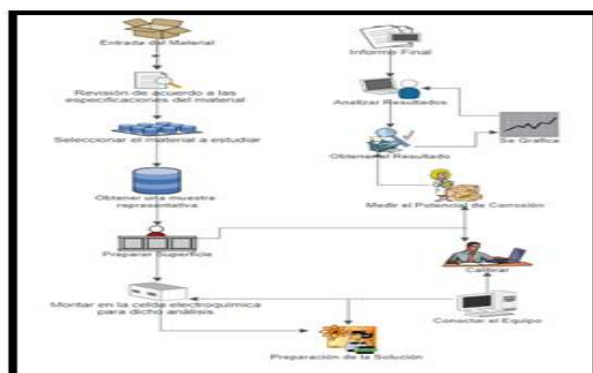 Entrada del Material
Revisión de acuerdo a las
especificaciones del material
Seleccionar el material a estudiar
Obtener una muestra
representativa
Preparar Superficie
Montar en la celda electroquímica
para dicho análisis
Preparación de la Solución
Conectar el Equipo
Calibrar
Medir el Potencial de Corrosión
Obtener el Resultado
Se Grafica
Analizar Resultados
Informe Final